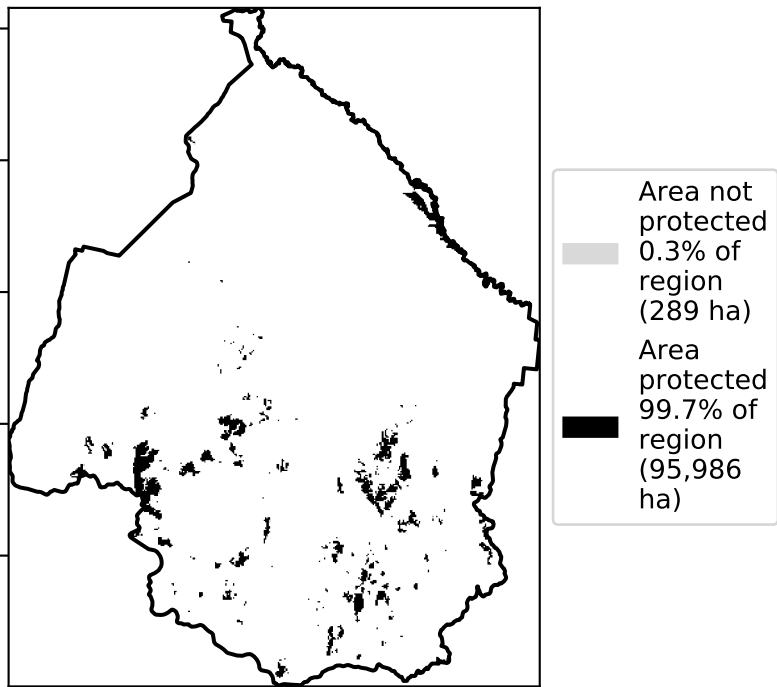 Area not
protected
0.3% of
region
(289 ha)
Area
protected
99.7% of
region
(95,986
ha)